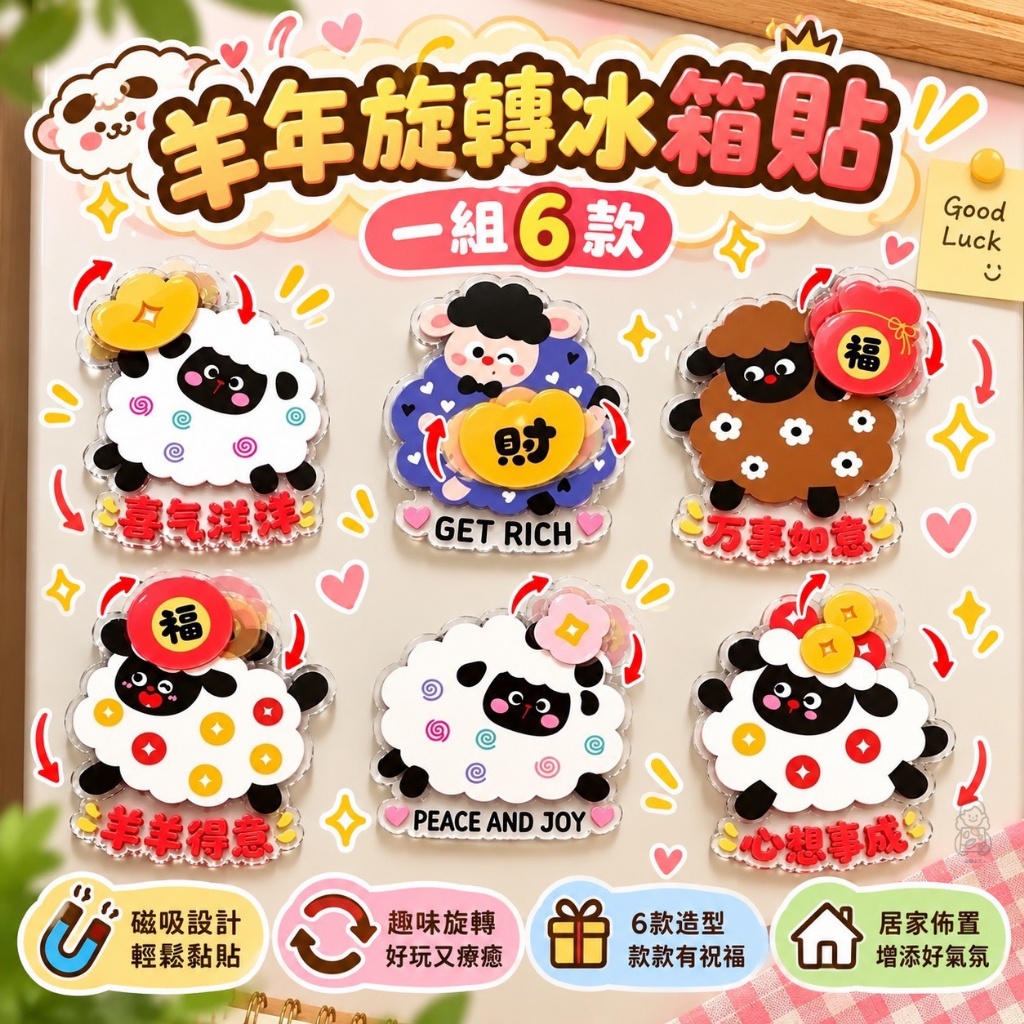 羊年旋轉冰箱貼
一組6款
Good
Luck
喜气洋洋
財
GET RICH
福
万事如意
福
羊羊得意
PEACE AND JOY
心想事成
磁吸設計
輕鬆黏貼
趣味旋轉
好玩又療癒
6款造型
款款有祝福
居家佈置
增添好氣氛